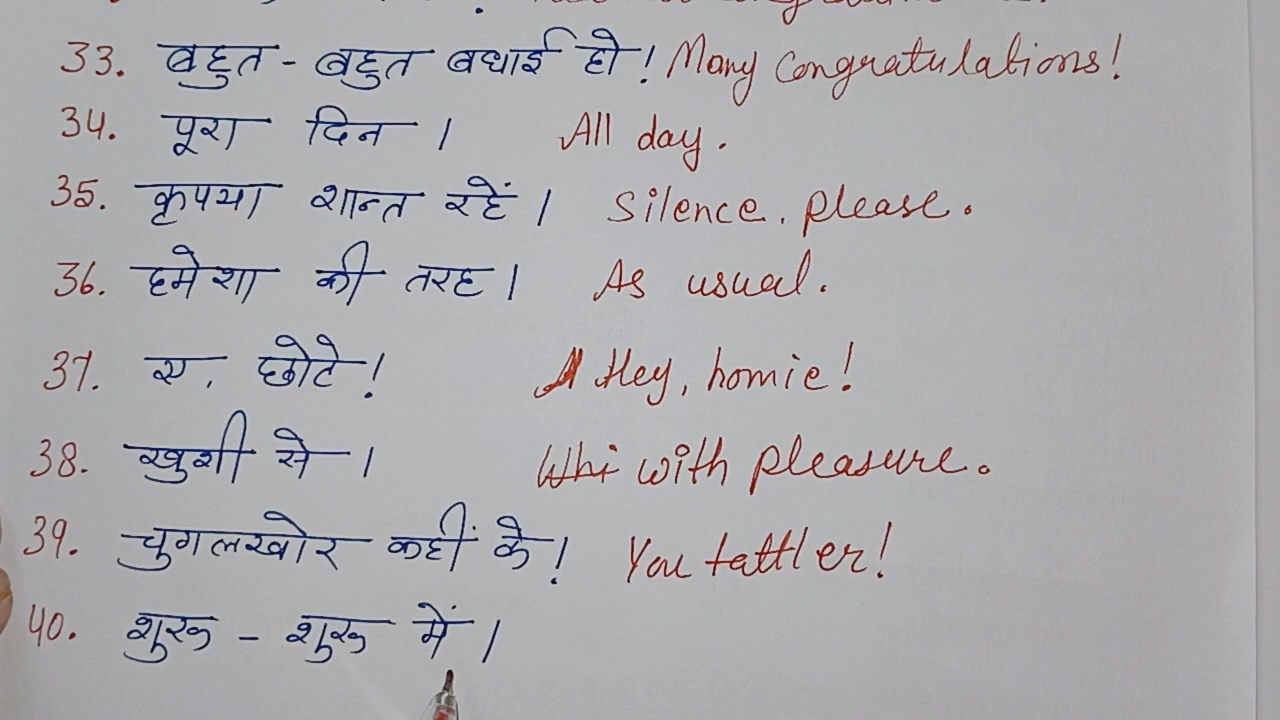 33. बहुत - बहुत बधाई हो! Many Congratulations!
34. पूरा दिन । All day.
35. कृपया शान्त रहें । Silence, please.
36. हमेशा की तरह । As usual.
37. ए, छोटे! Hey, homie!
38. खुशी से । with pleasure.
39. चुगलखोर कहीं के! You tattler!
40. शुरू - शुरू में ।